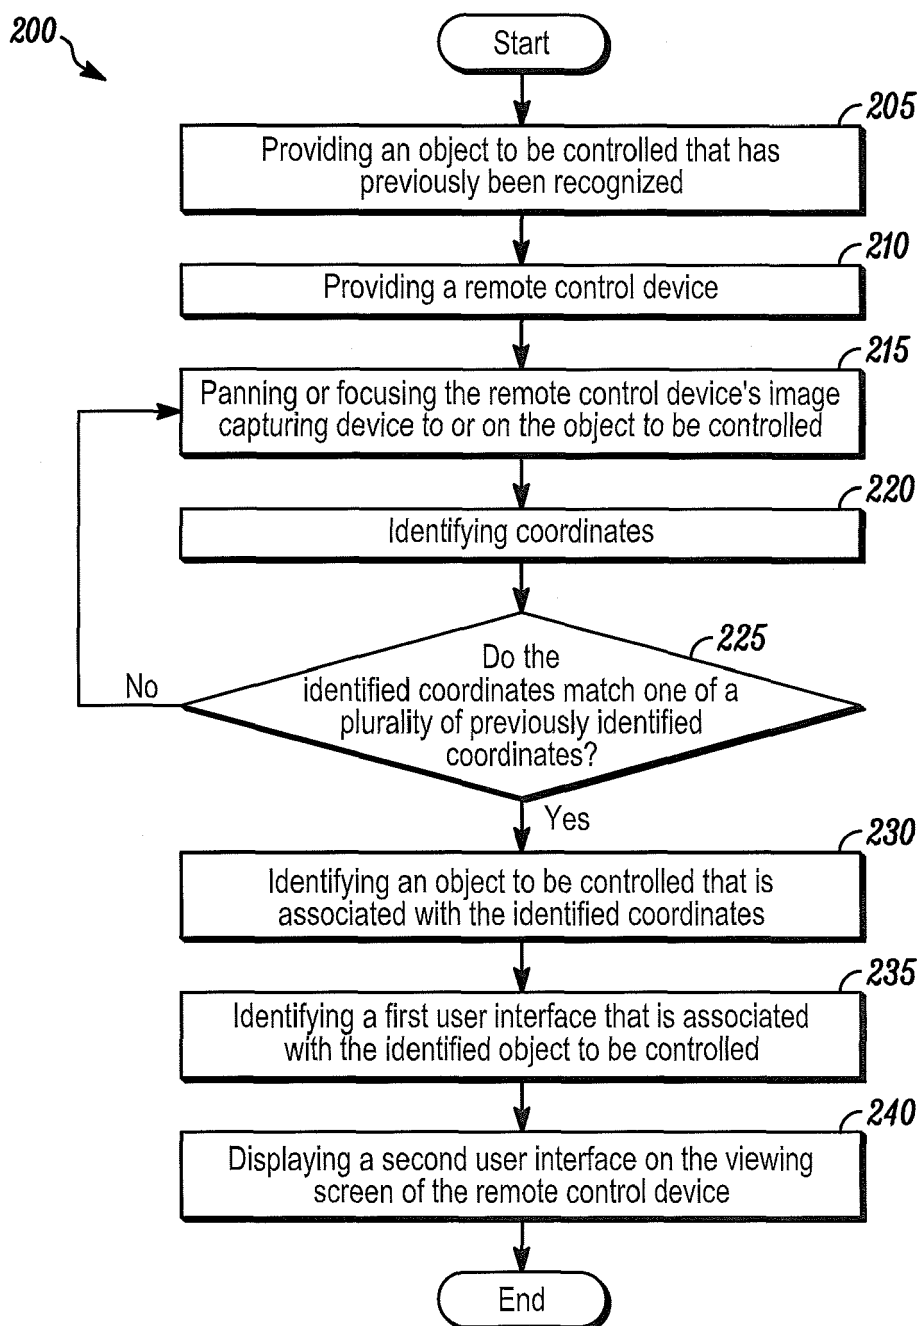 200
Start
205
Providing an object to be controlled that has
previously been recognized
210
Providing a remote control device
215
Panning or focusing the remote control device's image
capturing device to or on the object to be controlled
220
Identifying coordinates
225
Do the
identified coordinates match one of a
plurality of previously identified
coordinates?
No
Yes
230
Identifying an object to be controlled that is
associated with the identified coordinates
235
Identifying a first user interface that is associated
with the identified object to be controlled
240
Displaying a second user interface on the viewing
screen of the remote control device
End